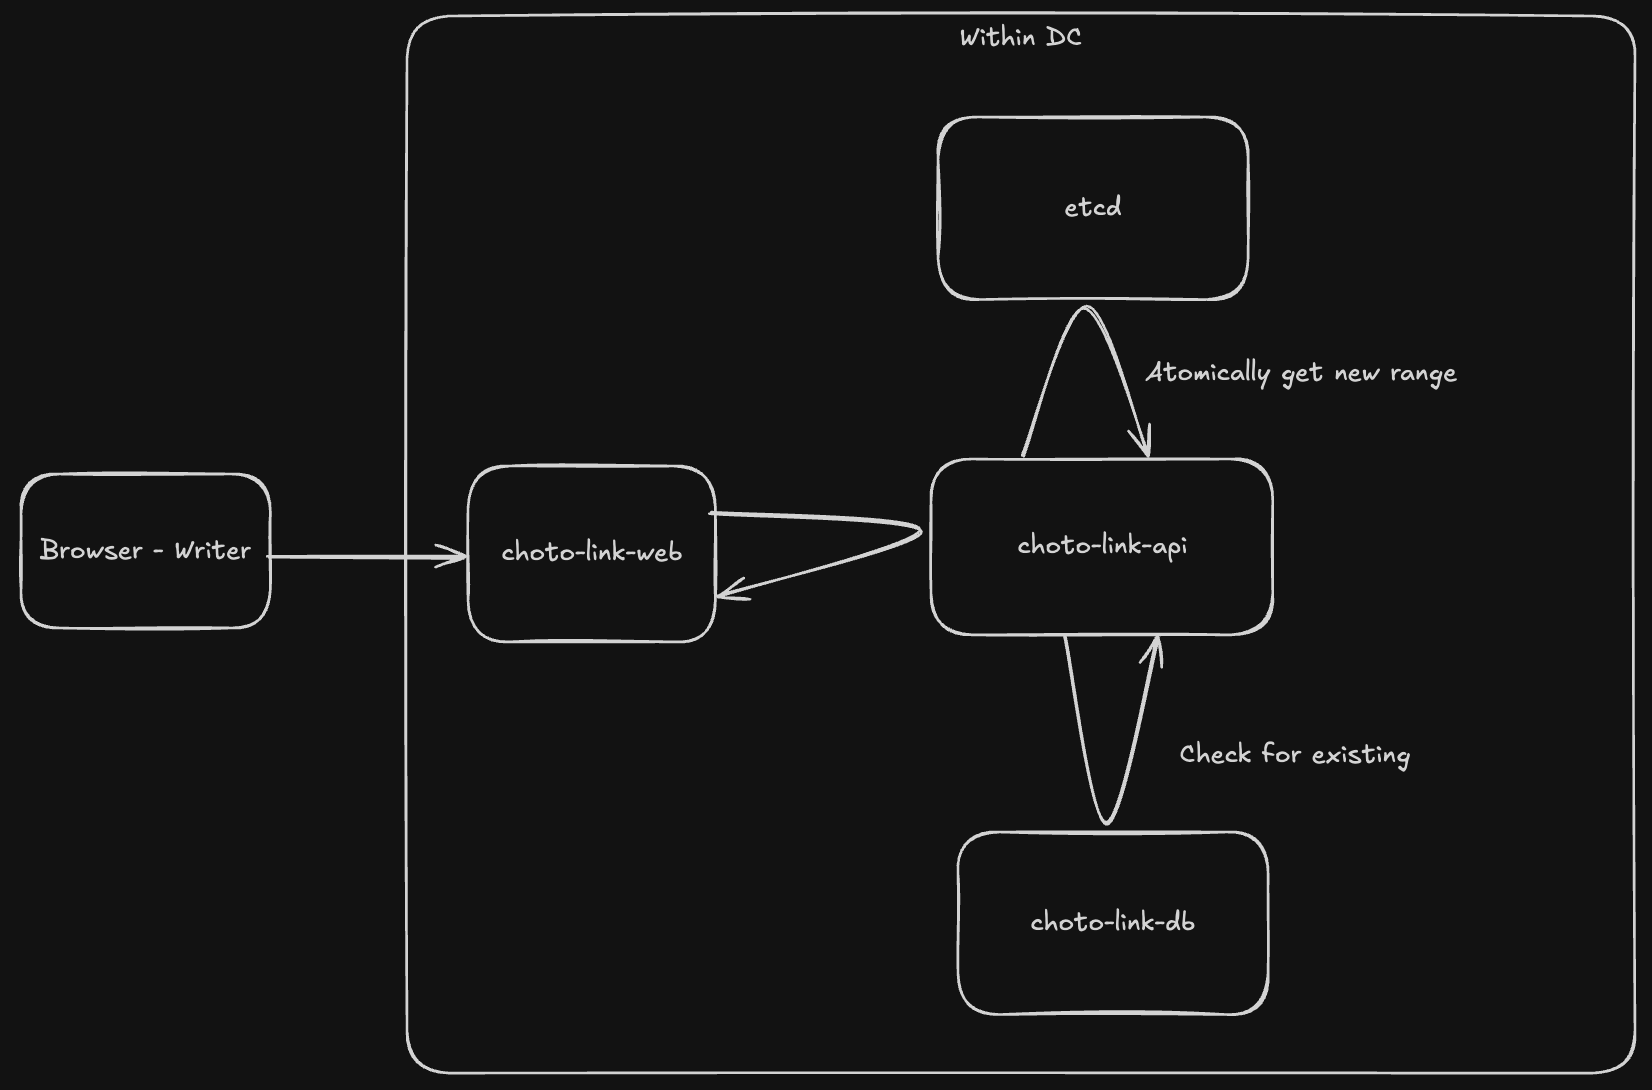 Within DC
etcd
Atomically get new range
Browser - Writer
choto-link-web
choto-link-api
Check for existing
choto-link-db